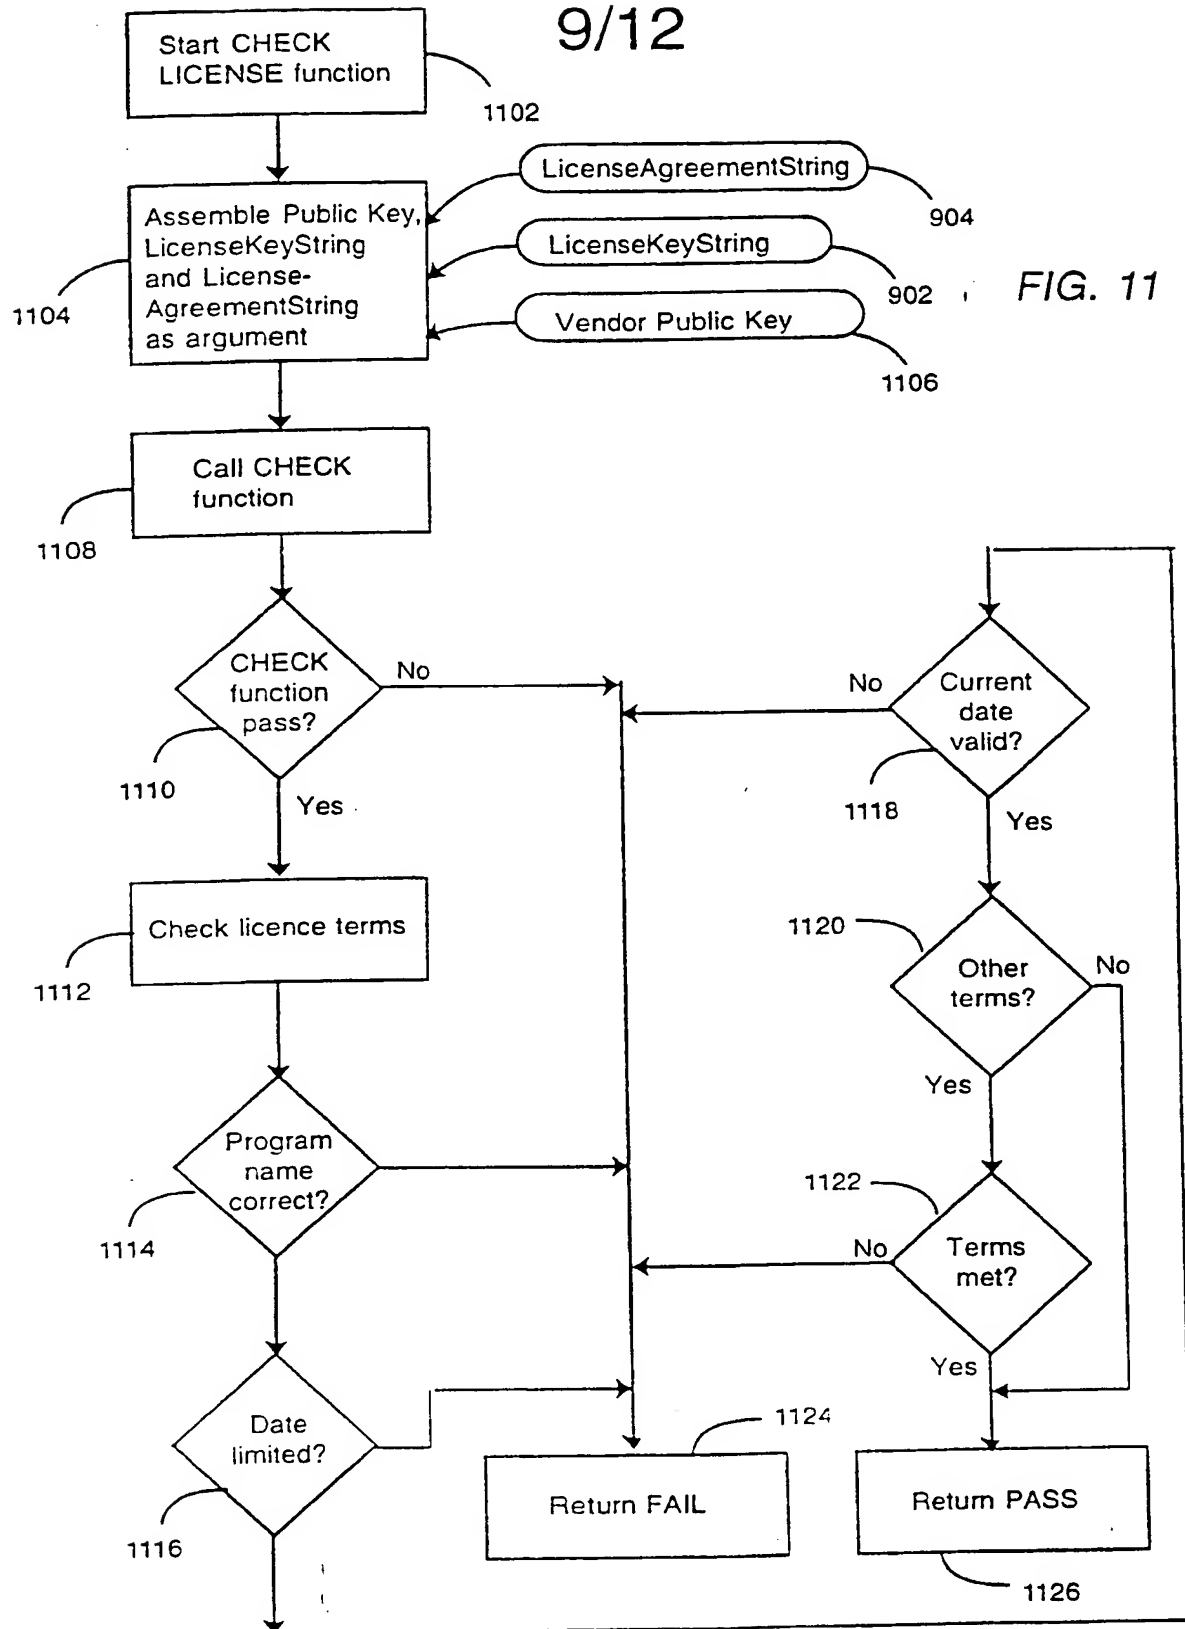 9/12
Start CHECK
LICENSE function
1102
LicenseAgreementString
904
Assemble Public Key,
LicenseKeyString
and License-
AgreementString
as argument
1104
LicenseKeyString
902
FIG. 11
Vendor Public Key
1106
Call CHECK
function
1108
CHECK
function
pass?
No
1110
Yes
No
Current
date
valid?
1118
Yes
Check licence terms
1112
1120
Other
terms?
No
Yes
Program
name
correct?
1114
1122
No
Terms
met?
Yes
Date
limited?
1116
1124
Return FAIL
Return PASS
1126